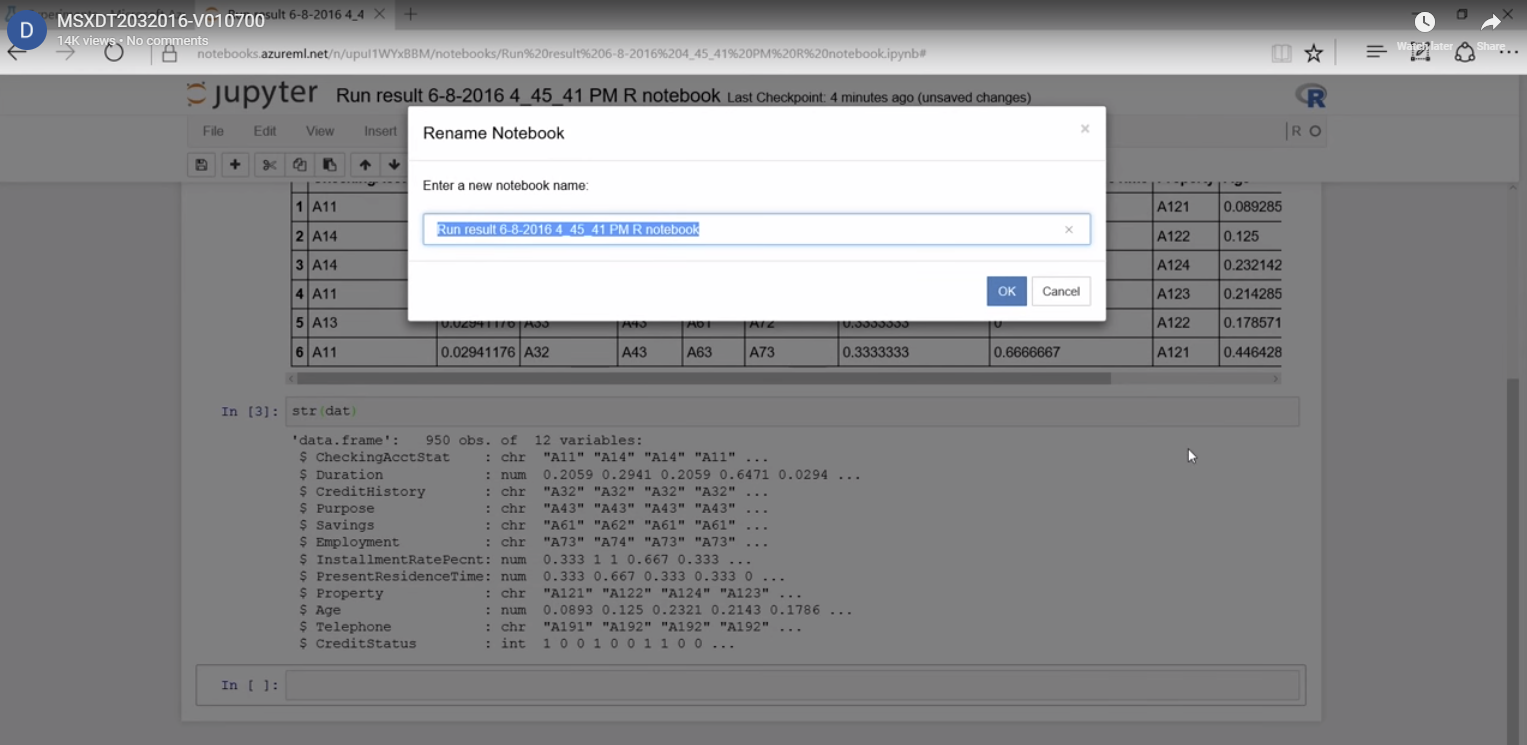 D
MSXDT2032016-V010700
14K views • No comments
Run result 6-8-2016 4_4
Watch later
Share
notebooks.azureml.net/n/upuI1WYxBBM/notebooks/Run%20result%206-8-2016%204_45_41%20PM%20R%20notebook.ipynb#
jupyter Run result 6-8-2016 4_45_41 PM R notebook Last Checkpoint: 4 minutes ago (unsaved changes)
R
File Edit View Insert
R
Rename Notebook
Enter a new notebook name:
Run result 6-8-2016 4_45_41 PM R notebook
OK Cancel
1 A11 A121 0.089285
2 A14 A122 0.125
3 A14 A124 0.232142
4 A11 A123 0.214285
5 A13 0.02941176 A33 A43 A61 A72 0.3333333 0 A122 0.178571
6 A11 0.02941176 A32 A43 A63 A73 0.3333333 0.6666667 A121 0.446428
In [3]: str(dat)
'data.frame': 950 obs. of 12 variables:
$ CheckingAcctStat : chr "A11" "A14" "A14" "A11" ...
$ Duration : num 0.2059 0.2941 0.2059 0.6471 0.0294 ...
$ CreditHistory : chr "A32" "A32" "A32" "A32" ...
$ Purpose : chr "A43" "A43" "A43" "A43" ...
$ Savings : chr "A61" "A62" "A61" "A61" ...
$ Employment : chr "A73" "A74" "A73" "A73" ...
$ InstallmentRatePecnt: num 0.333 1 1 0.667 0.333 ...
$ PresentResidenceTime: num 0.333 0.667 0.333 0.333 0 ...
$ Property : chr "A121" "A122" "A124" "A123" ...
$ Age : num 0.0893 0.125 0.2321 0.2143 0.1786 ...
$ Telephone : chr "A191" "A192" "A192" "A192" ...
$ CreditStatus : int 1 0 0 1 0 0 1 1 0 0 ...
In [ ]: